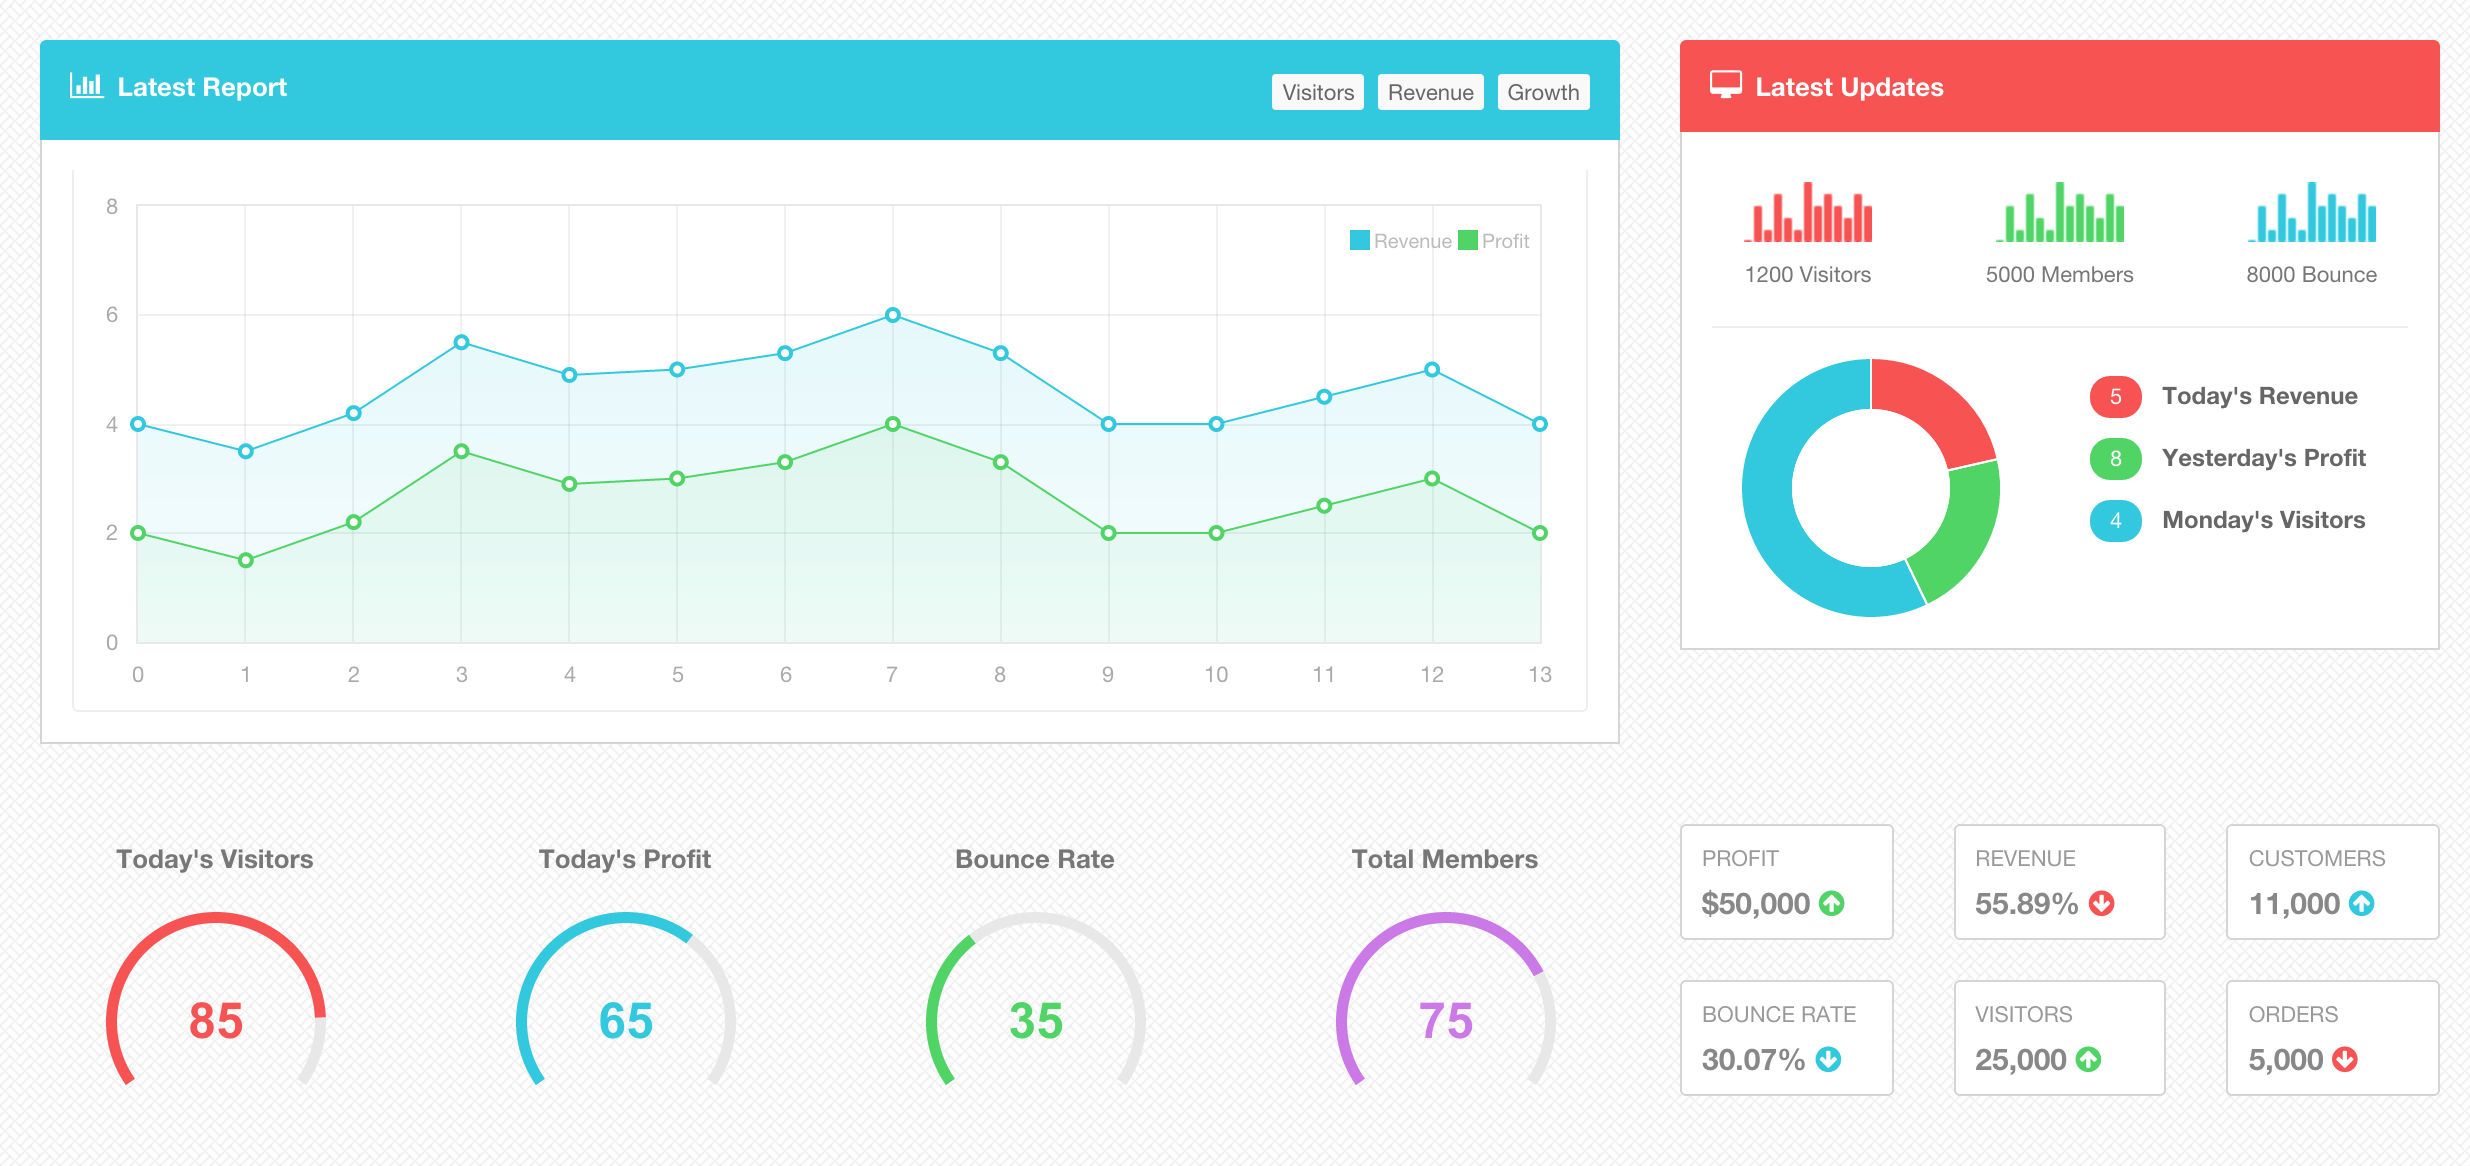 Latest Report
Visitors Revenue Growth
8
6
4
2
0
Revenue Profit
0 1 2 3 4 5 6 7 8 9 10 11 12 13
Latest Updates
1200 Visitors 5000 Members 8000 Bounce
5 Today's Revenue
8 Yesterday's Profit
4 Monday's Visitors
Today's Visitors Today's Profit Bounce Rate Total Members
85 65 35 75
PROFIT REVENUE CUSTOMERS
$50,000 55.89% 11,000
BOUNCE RATE VISITORS ORDERS
30.07% 25,000 5,000